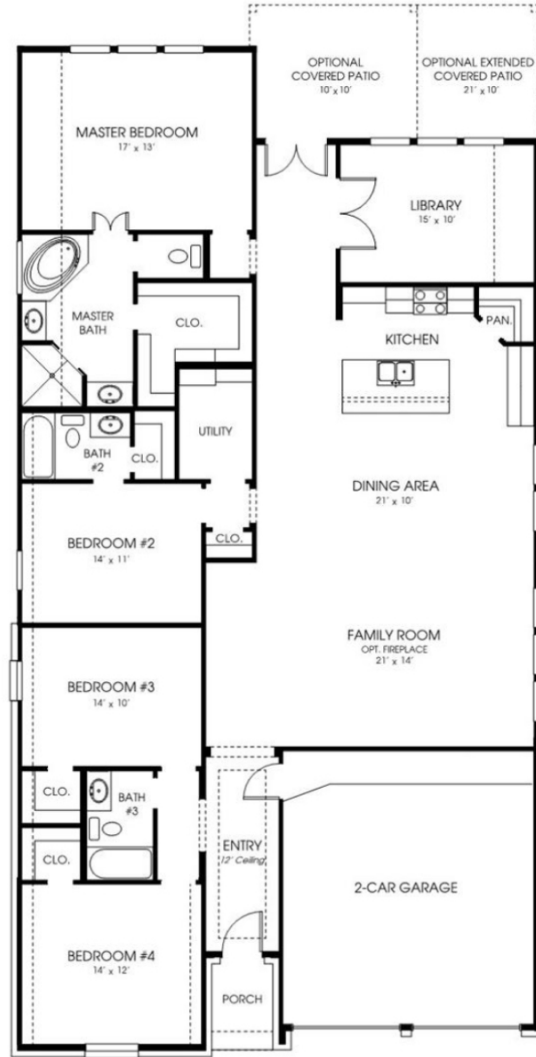 OPTIONAL
COVERED PATIO
10' x 10'
OPTIONAL EXTENDED
COVERED PATIO
21' x 10'
MASTER BEDROOM
17' x 13'
LIBRARY
15' x 10'
MASTER
BATH
CLO.
KITCHEN
PAN.
UTILITY
BATH
#2
CLO.
DINING AREA
21' x 10'
BEDROOM #2
14' x 11'
CLO.
FAMILY ROOM
OPT. FIREPLACE
21' x 14'
BEDROOM #3
14' x 10'
CLO.
BATH
#3
CLO.
ENTRY
12' Ceiling
2-CAR GARAGE
BEDROOM #4
14' x 12'
PORCH